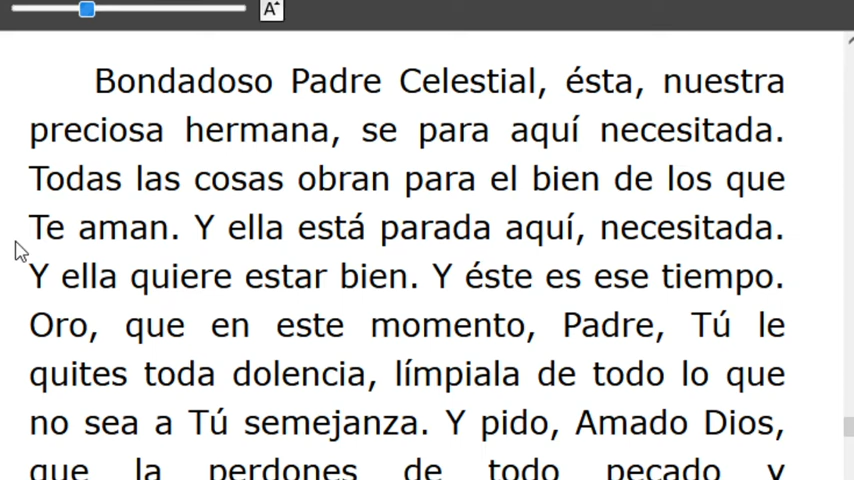 A
Bondadoso Padre Celestial, ésta, nuestra
preciosa hermana, se para aquí necesitada.
Todas las cosas obran para el bien de los que
Te aman. Y ella está parada aquí, necesitada.
Y ella quiere estar bien. Y éste es ese tiempo.
Oro, que en este momento, Padre, Tú le
quites toda dolencia, límpiala de todo lo que
no sea a Tú semejanza. Y pido, Amado Dios,
que la perdones de todo pecado y